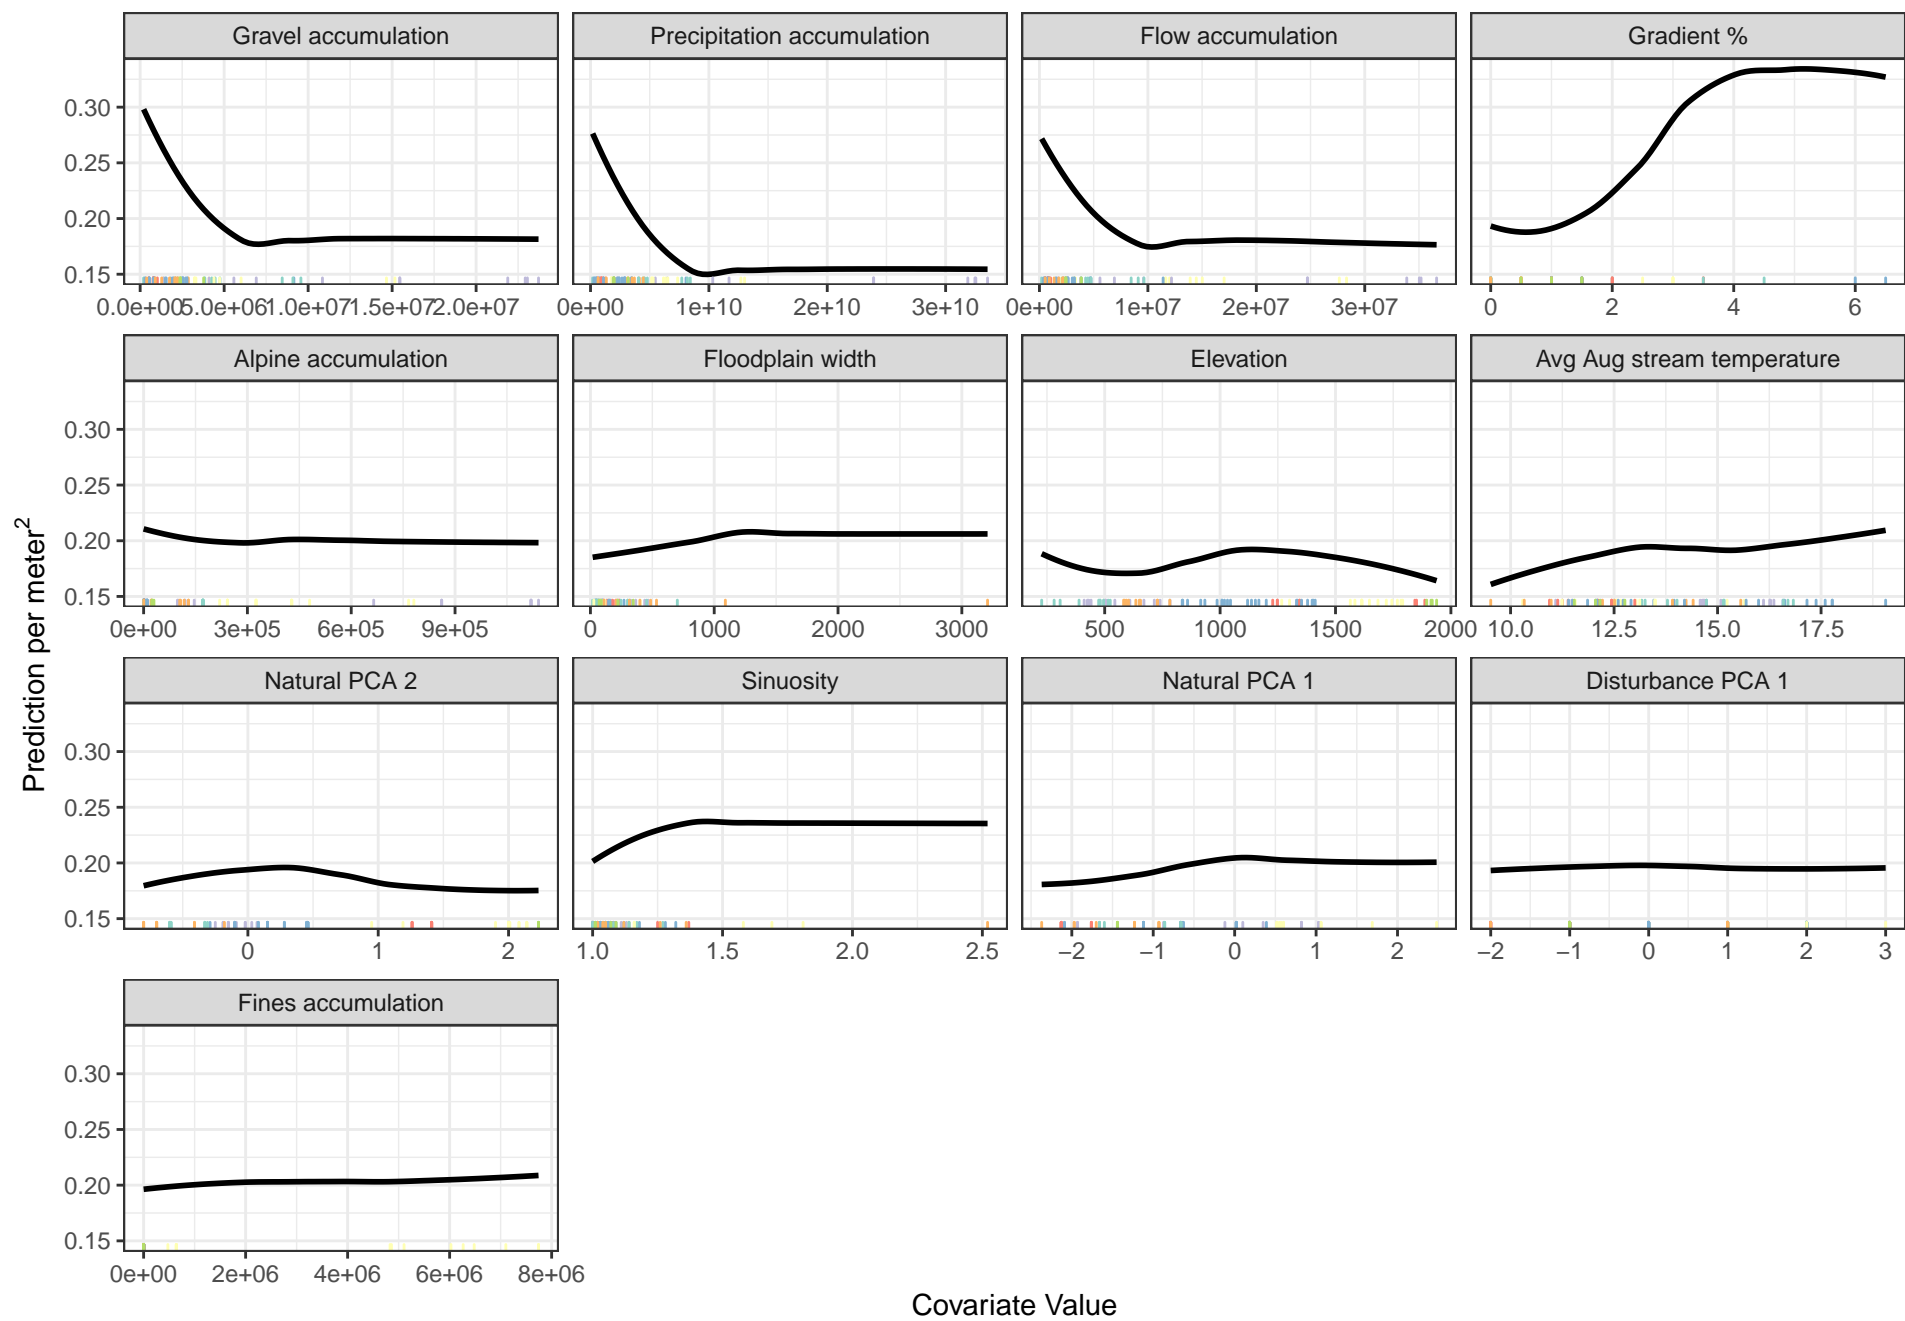 Gravel accumulation
Precipitation accumulation
Flow accumulation
Gradient %
0.30
0.25
0.20
0.15
0.0e+00 5.0e+06 1.0e+07 1.5e+07 2.0e+07
0e+00 1e+10 2e+10 3e+10
0e+00 1e+07 2e+07 3e+07
0 2 4 6
Alpine accumulation
Floodplain width
Elevation
Avg Aug stream temperature
0.30
0.25
0.20
0.15
0e+00 3e+05 6e+05 9e+05
0 1000 2000 3000
500 1000 1500 2000
10.0 12.5 15.0 17.5
Prediction per meter²
Natural PCA 2
Sinuosity
Natural PCA 1
Disturbance PCA 1
0.30
0.25
0.20
0.15
0 1 2
1.0 1.5 2.0 2.5
−2 −1 0 1 2
−2 −1 0 1 2 3
Fines accumulation
0.30
0.25
0.20
0.15
0e+00 2e+06 4e+06 6e+06 8e+06
Covariate Value